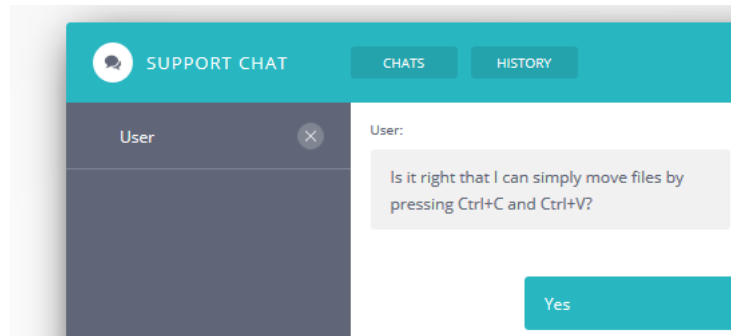 SUPPORT CHAT
CHATS
HISTORY
User
User:
Is it right that I can simply move files by
pressing Ctrl+C and Ctrl+V?
Yes